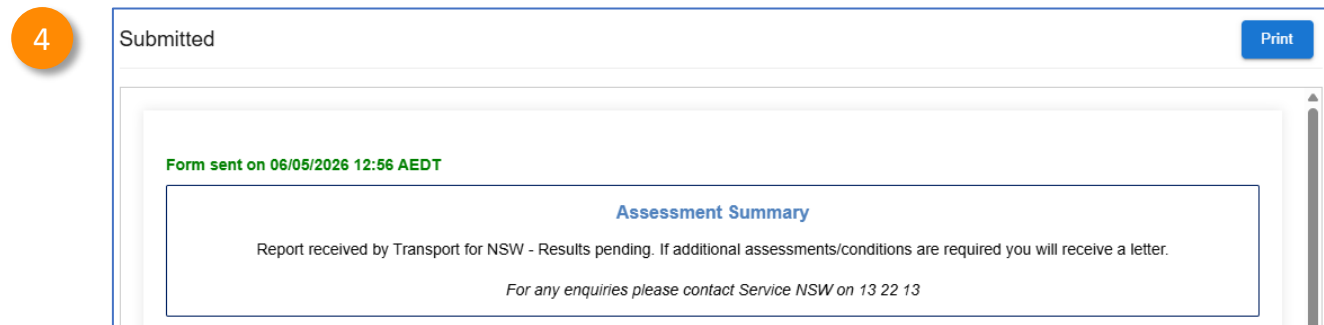 4
Submitted
Print
Form sent on 06/05/2026 12:56 AEDT
Assessment Summary
Report received by Transport for NSW - Results pending. If additional assessments/conditions are required you will receive a letter.
For any enquiries please contact Service NSW on 13 22 13